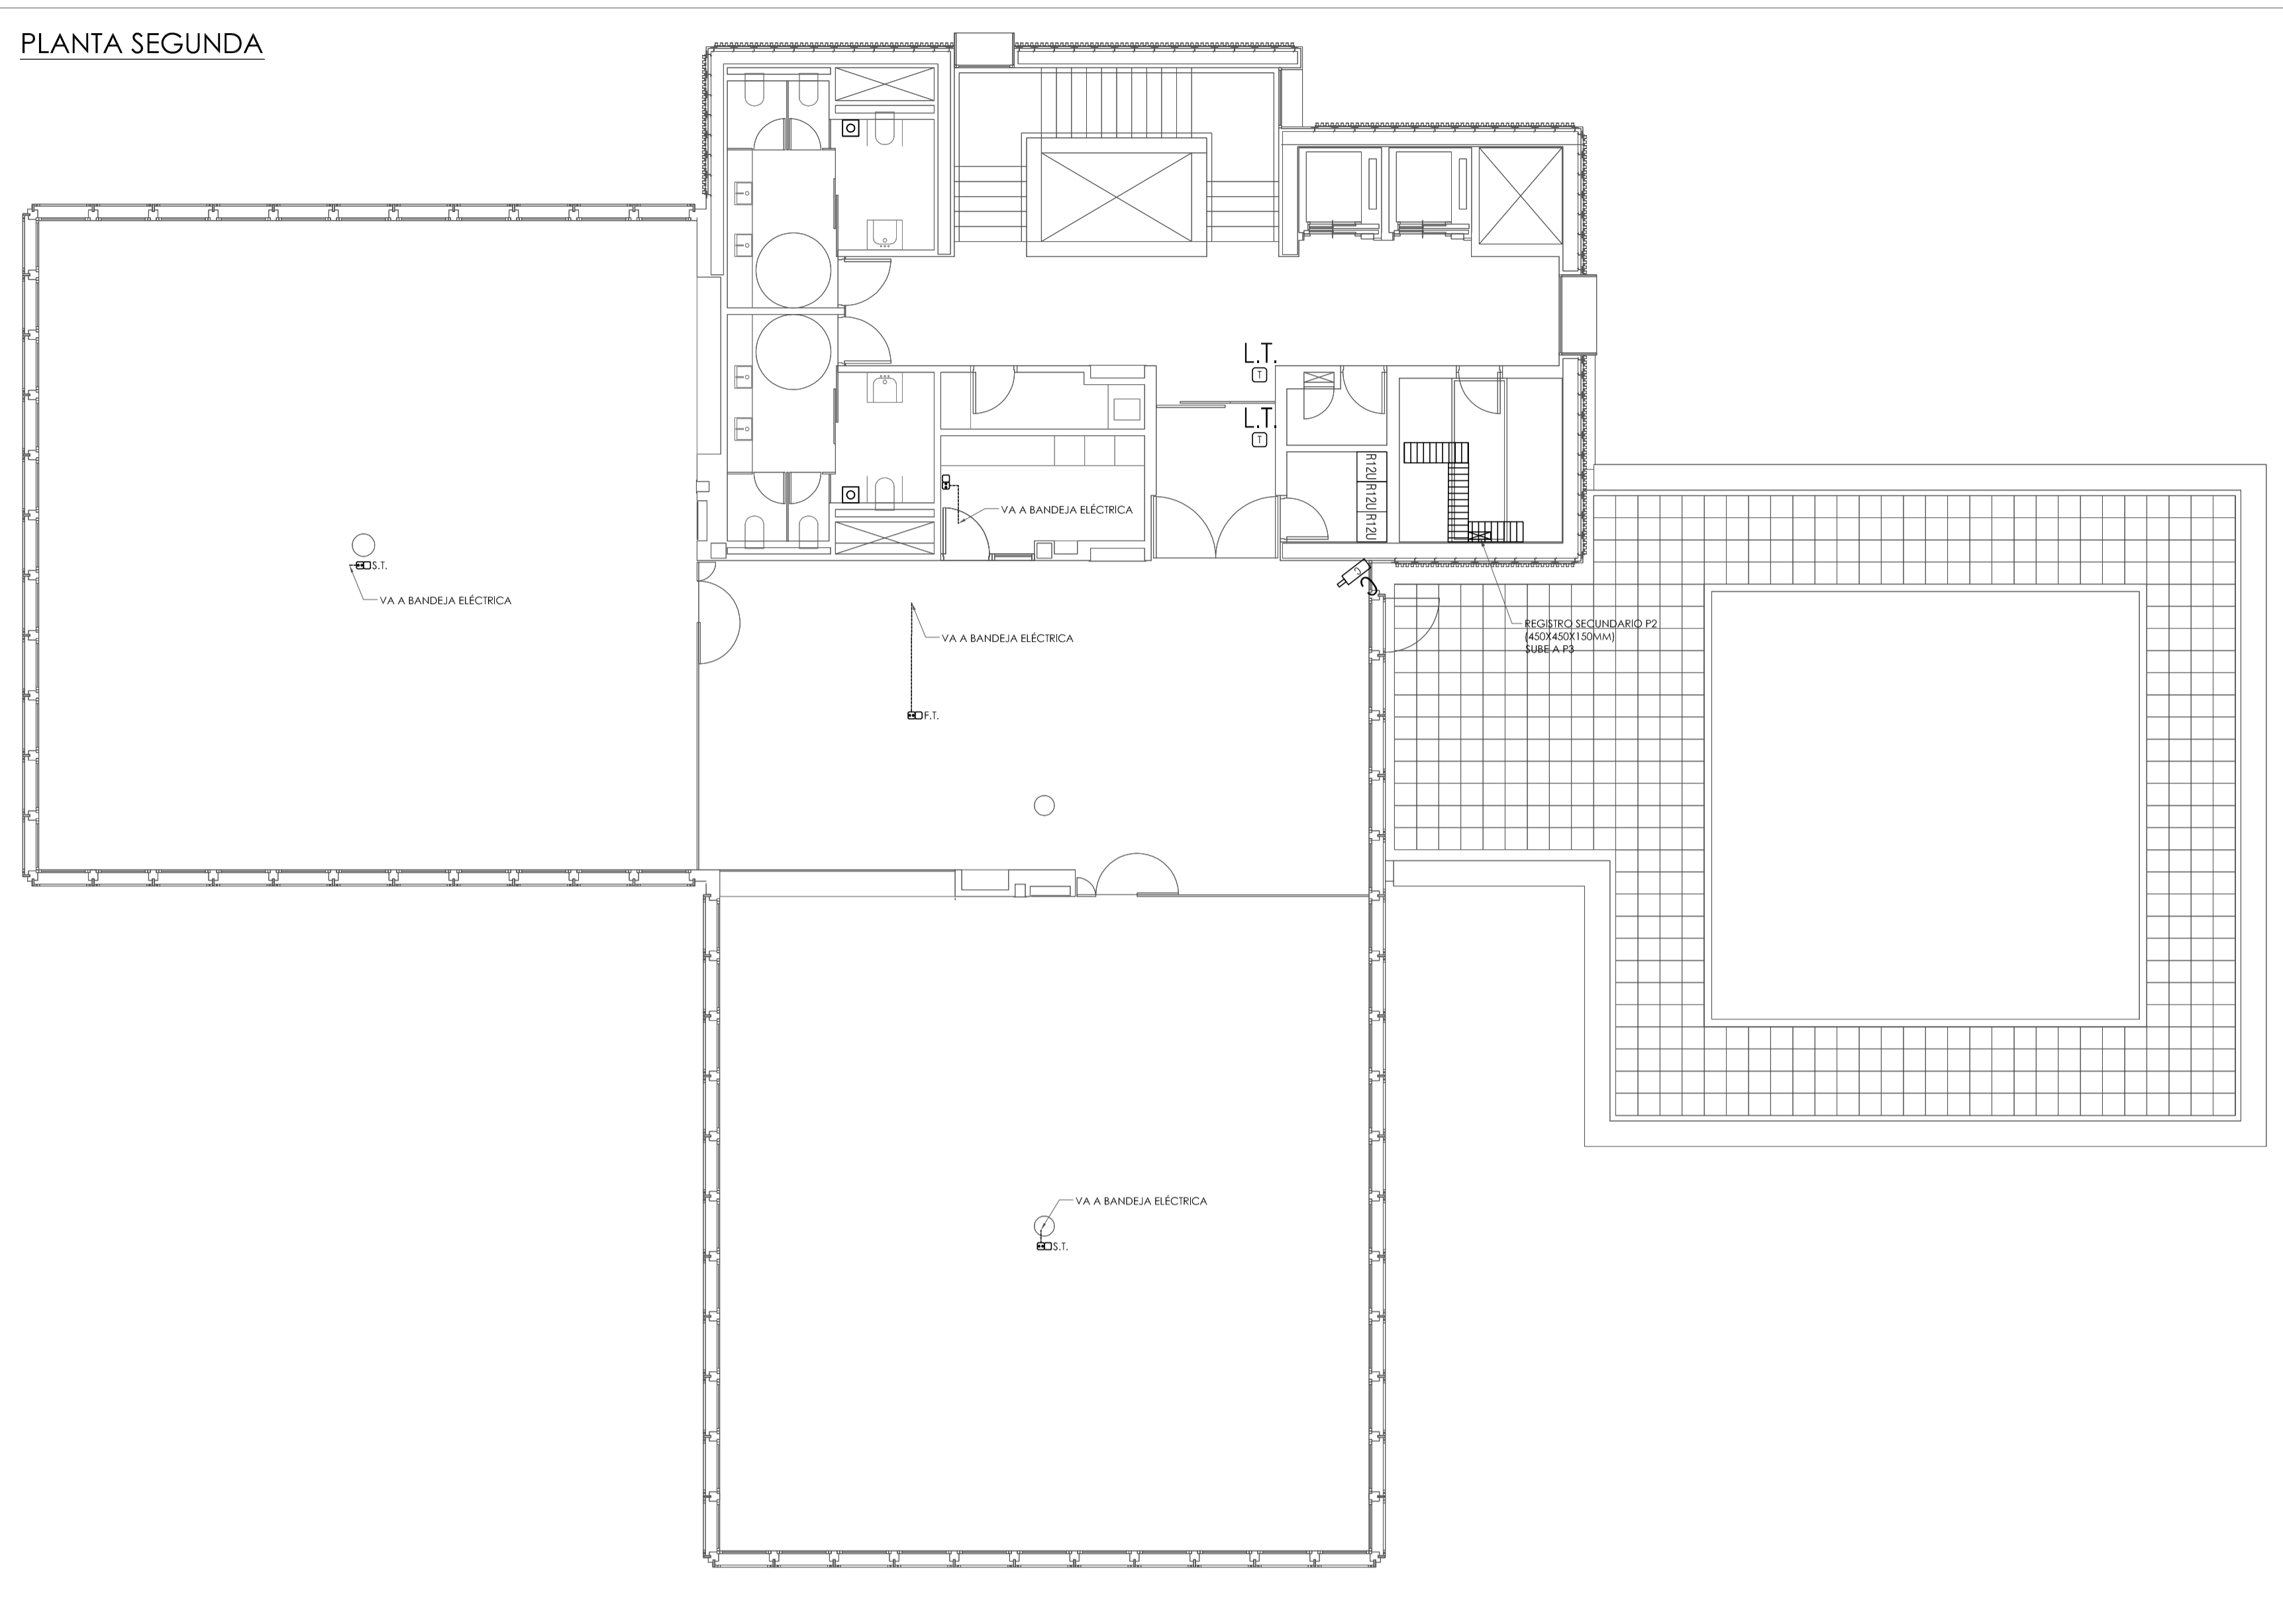 PLANTA SEGUNDA
L.T.
T
L.T.
T
R12U R12U R12U
VA A BANDEJA ELÉCTRICA
S.T.
VA A BANDEJA ELÉCTRICA
VA A BANDEJA ELÉCTRICA
REGISTRO SECUNDARIO P2
(450X450X150MM)
SUBE A P3
F.T.
VA A BANDEJA ELÉCTRICA
S.T.